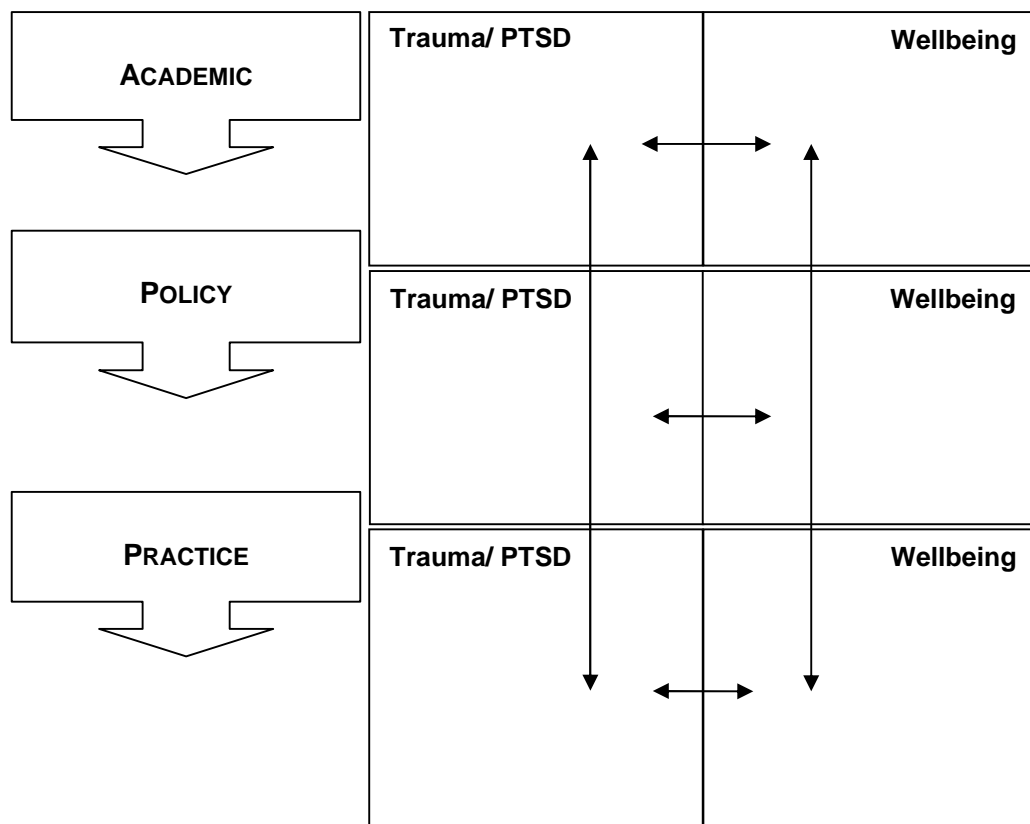 ACADEMIC
Trauma/ PTSD
Wellbeing
POLICY
Trauma/ PTSD
Wellbeing
PRACTICE
Trauma/ PTSD
Wellbeing